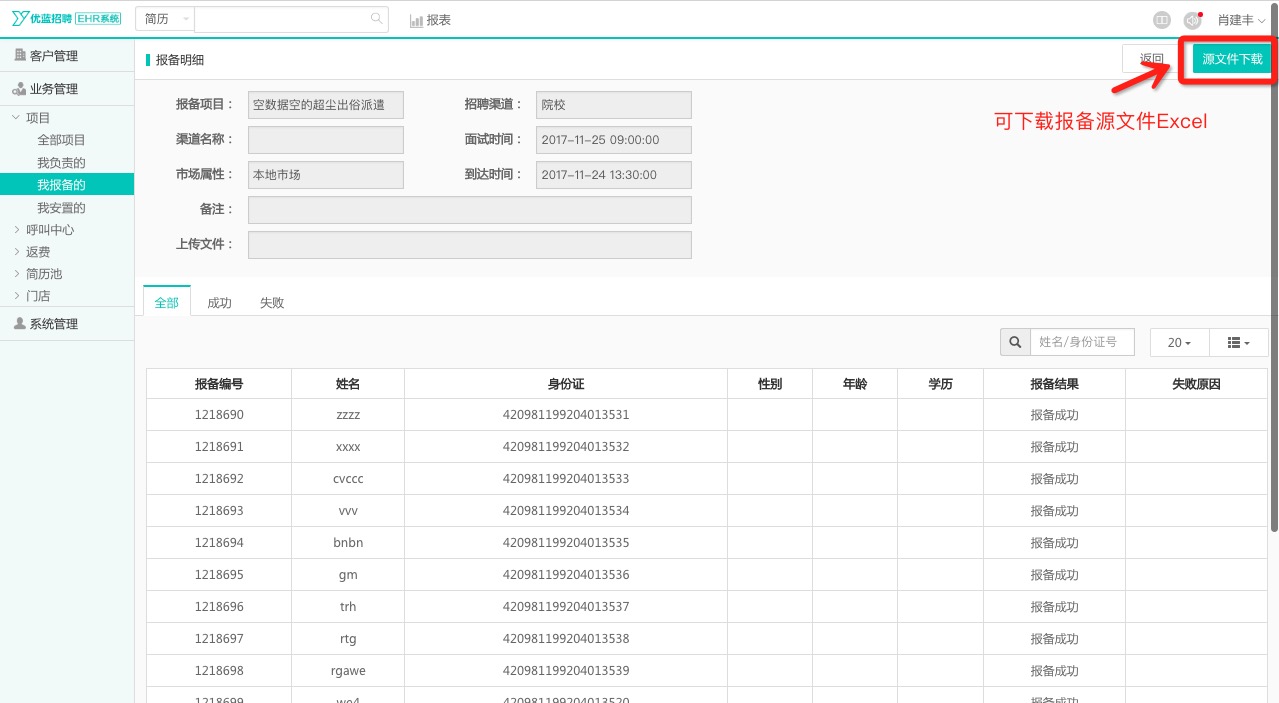 优蓝招聘 EHR系统 简历 报表 肖建丰
客户管理
业务管理
项目
全部项目
我负责的
我报备的
我安置的
呼叫中心
返费
简历池
门店
系统管理
报备明细 返回 源文件下载
可下载报备源文件Excel
报备项目： 空数据空的超尘出俗派遣 招聘渠道： 院校
渠道名称： 面试时间： 2017-11-25 09:00:00
市场属性： 本地市场 到达时间： 2017-11-24 13:30:00
备注：
上传文件：
全部 成功 失败
姓名/身份证号 20
报备编号 姓名 身份证 性别 年龄 学历 报备结果 失败原因
1218690 zzzz 420981199204013531 报备成功
1218691 xxxx 420981199204013532 报备成功
1218692 cvccc 420981199204013533 报备成功
1218693 vvv 420981199204013534 报备成功
1218694 bnbn 420981199204013535 报备成功
1218695 gm 420981199204013536 报备成功
1218696 trh 420981199204013537 报备成功
1218697 rtg 420981199204013538 报备成功
1218698 rgawe 420981199204013539 报备成功
1218699 报备成功